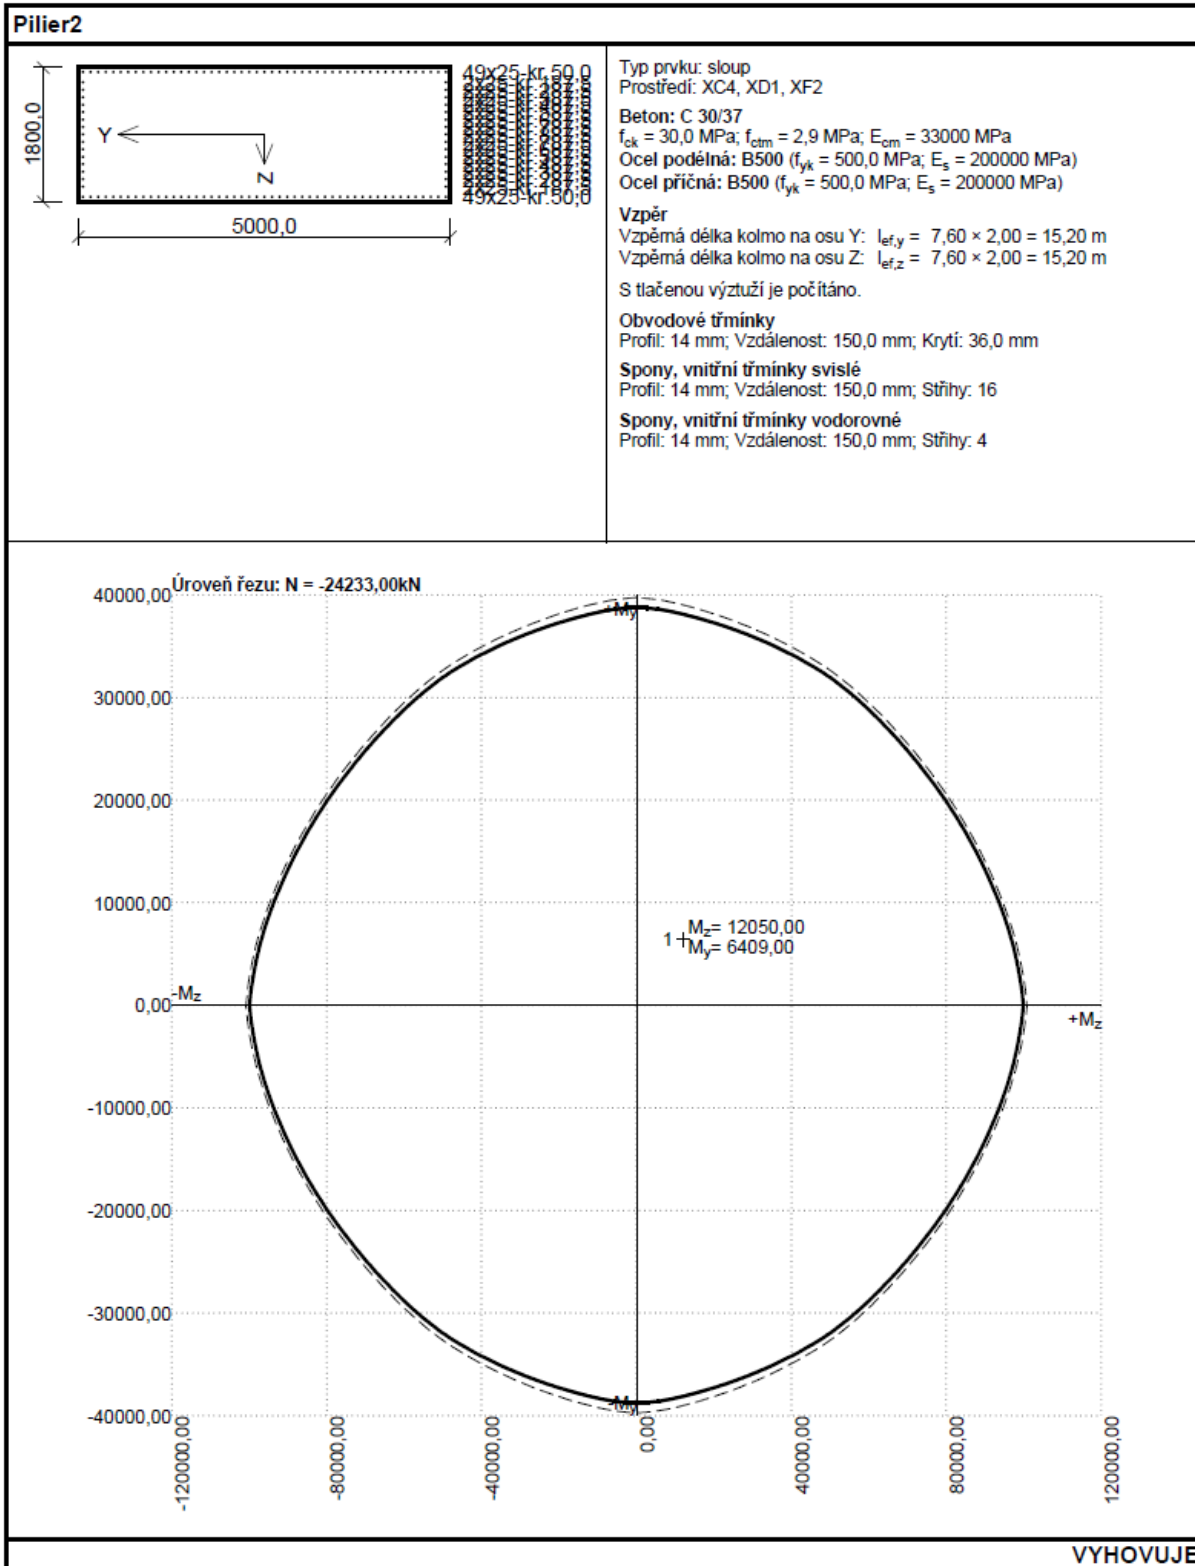 Pilier2
49x25-kr.50,0
49x25-kr.50,0
1800,0
Y
Z
5000,0
Typ prvku: sloup
Prostředí: XC4, XD1, XF2
Beton: C 30/37
fck = 30,0 MPa; fctm = 2,9 MPa; Ecm = 33000 MPa
Ocel podélná: B500 (fyk = 500,0 MPa; Es = 200000 MPa)
Ocel příčná: B500 (fyk = 500,0 MPa; Es = 200000 MPa)
Vzpěr
Vzpěrná délka kolmo na osu Y: lef,y = 7,60 × 2,00 = 15,20 m
Vzpěrná délka kolmo na osu Z: lef,z = 7,60 × 2,00 = 15,20 m
S tlačenou výztuží je počítáno.
Obvodové třmínky
Profil: 14 mm; Vzdálenost: 150,0 mm; Krytí: 36,0 mm
Spony, vnitřní třmínky svislé
Profil: 14 mm; Vzdálenost: 150,0 mm; Střihy: 16
Spony, vnitřní třmínky vodorovné
Profil: 14 mm; Vzdálenost: 150,0 mm; Střihy: 4
Úroveň řezu: N = -24233,00kN
40000,00
+My
30000,00
20000,00
10000,00
1
Mz= 12050,00
My= 6409,00
-Mz
0,00
+Mz
-10000,00
-20000,00
-30000,00
-My
-40000,00
-120000,00
-80000,00
-40000,00
0,00
40000,00
80000,00
120000,00
VYHOVUJE